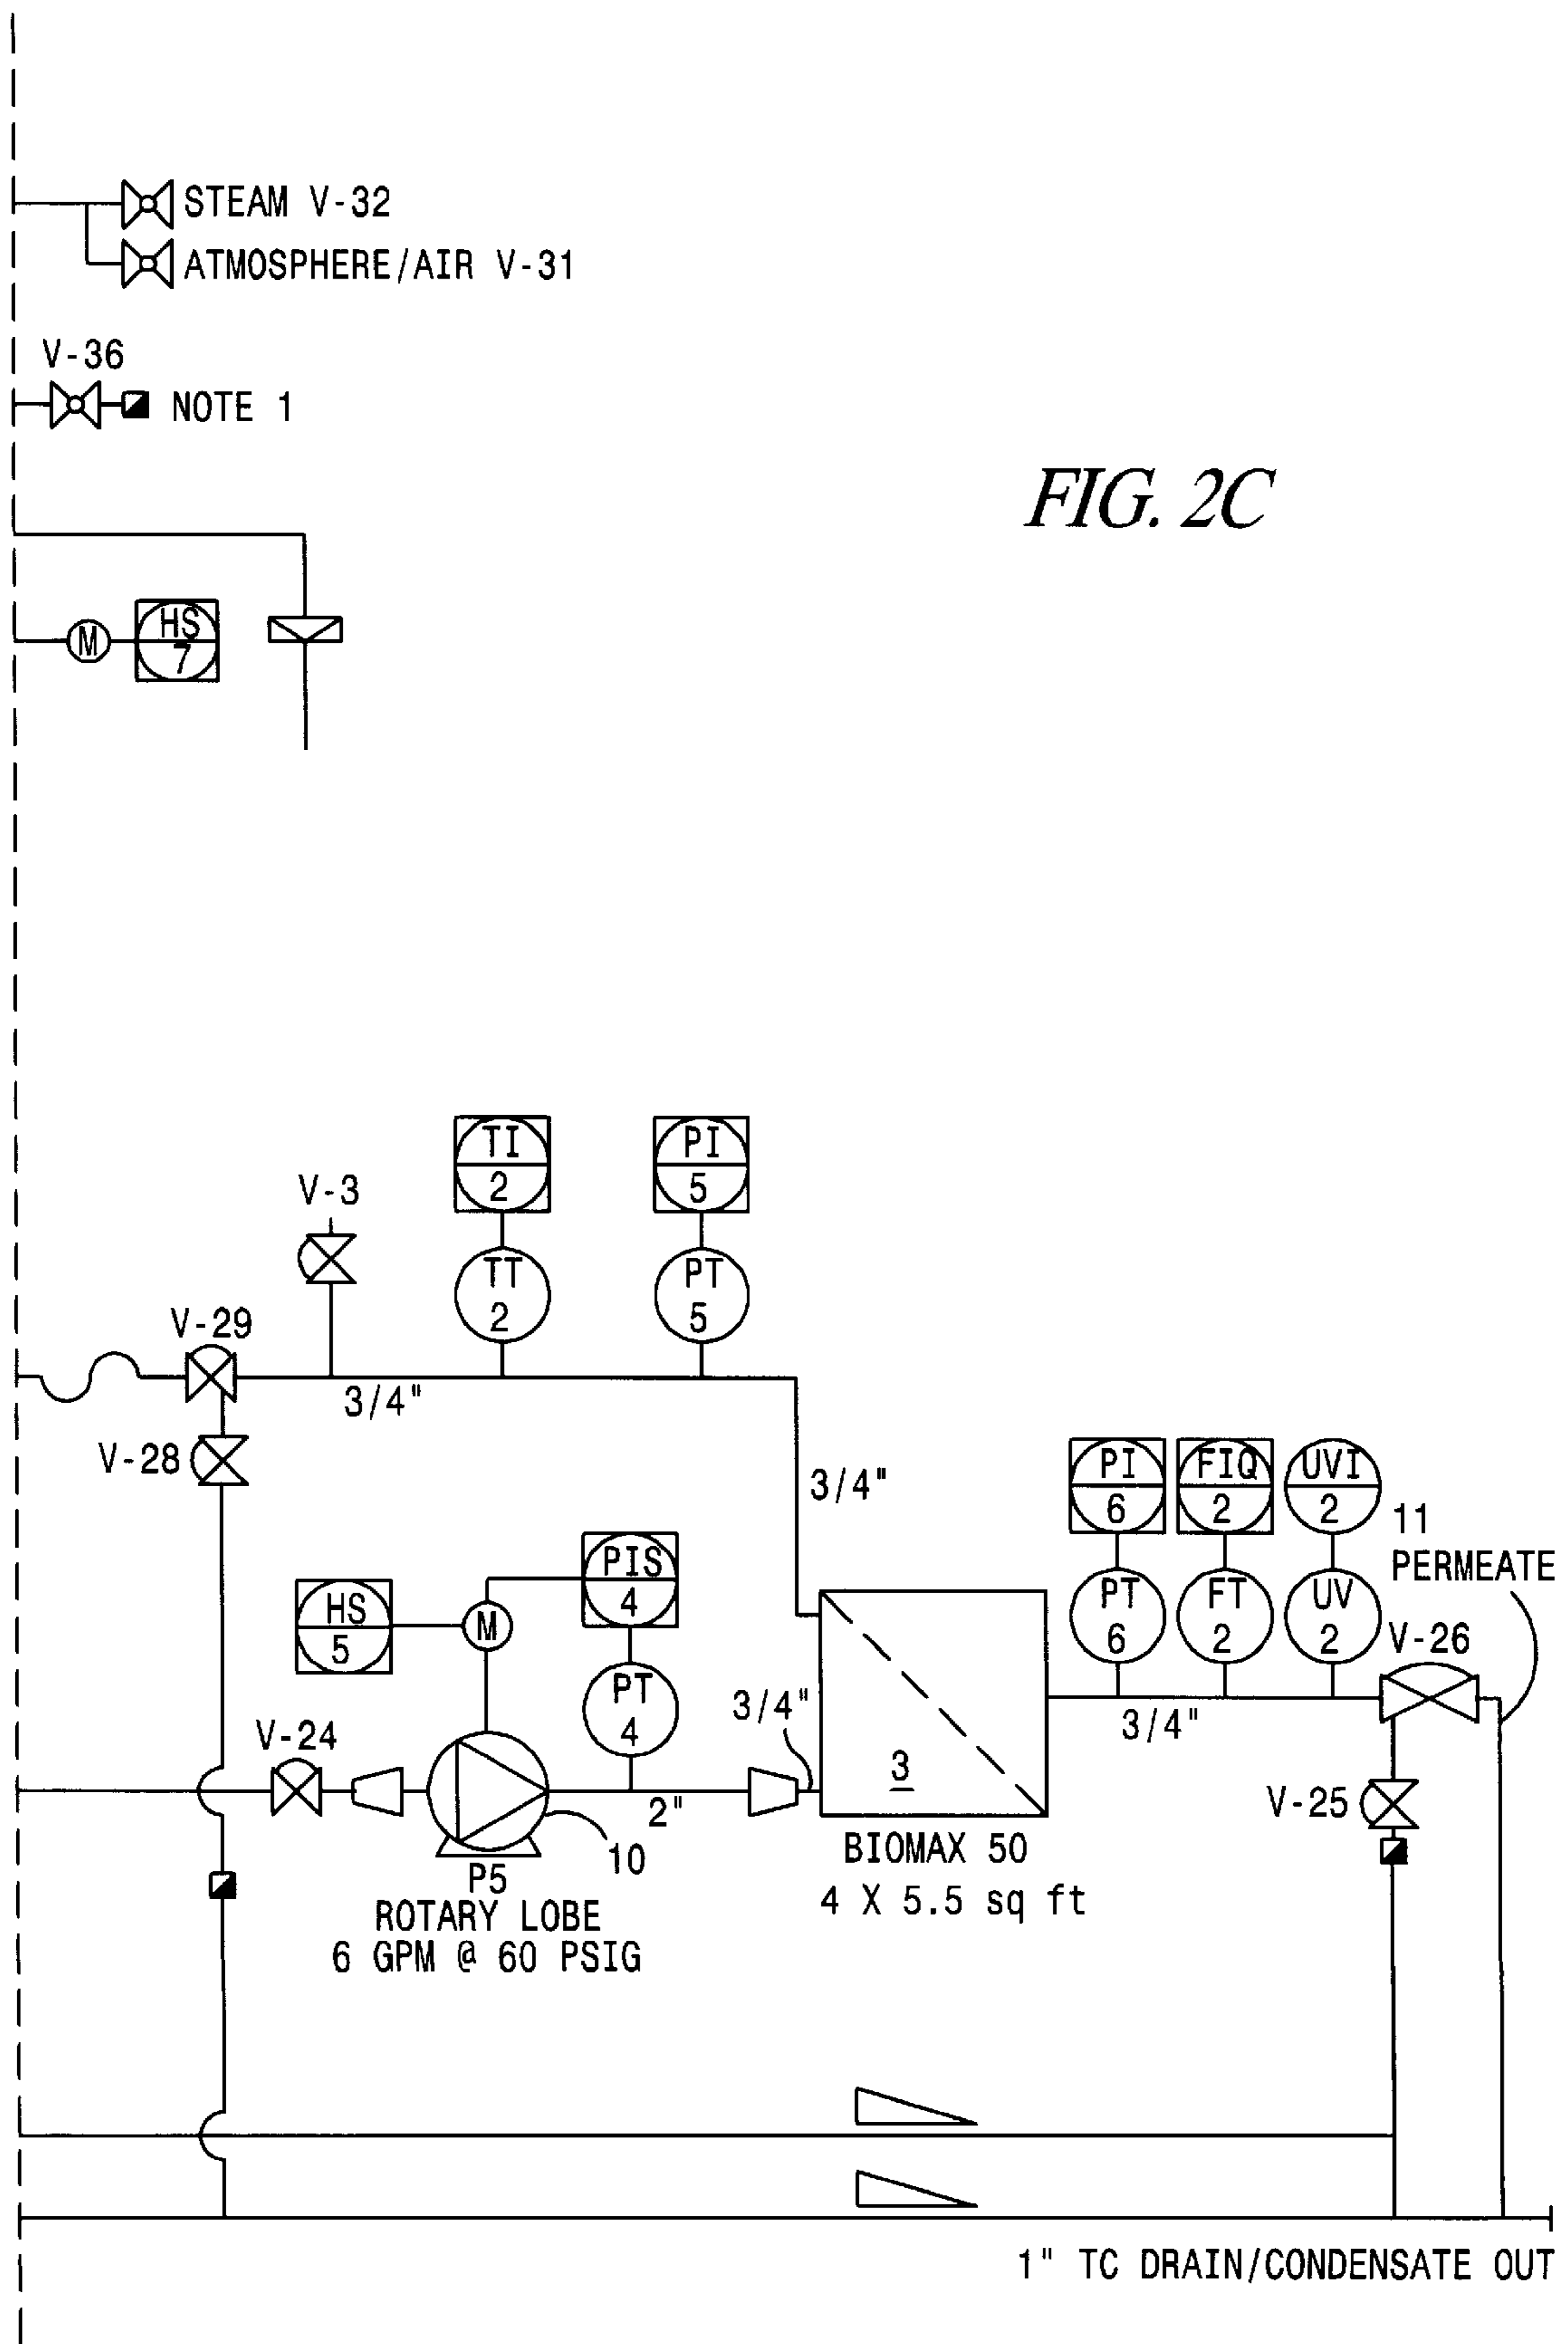 STEAM V-32
ATMOSPHERE/AIR V-31
V-36
NOTE 1
FIG. 2C
M
HS
7
TI
2
PI
5
V-3
TT
2
PT
5
V-29
3/4"
V-28
3/4"
PI
6
FIQ
2
UVI
2
11
PERMEATE
PIS
4
HS
5
M
PT
6
FT
2
UV
2
V-26
PT
4
3/4"
3/4"
V-24
3
2"
V-25
10
BIOMAX 50
4 X 5.5 sq ft
P5
ROTARY LOBE
6 GPM @ 60 PSIG
1" TC DRAIN/CONDENSATE OUT